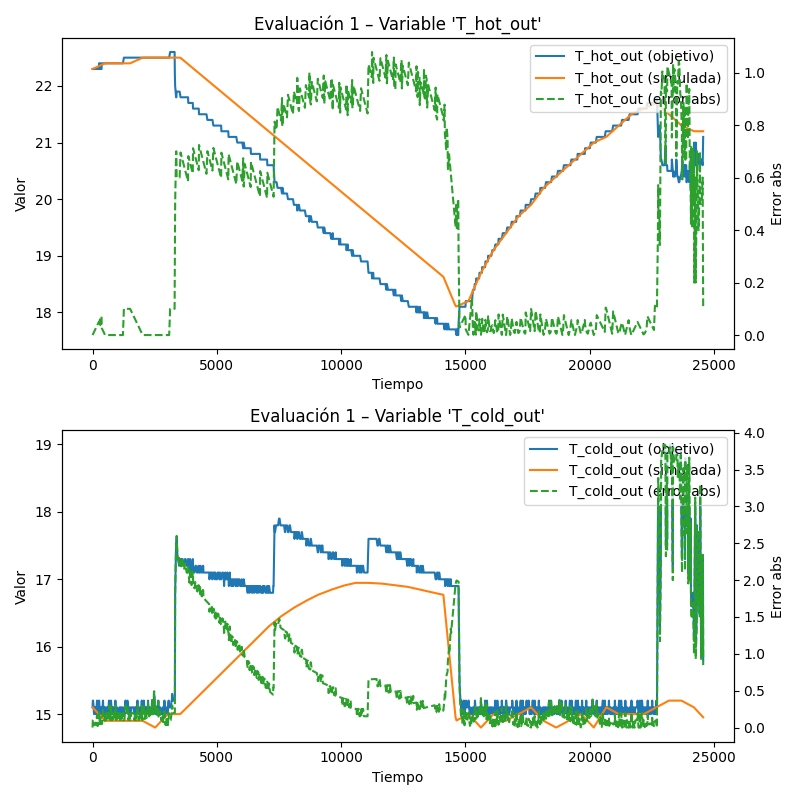 Evaluación 1 – Variable 'T_hot_out'
T_hot_out (objetivo)
T_hot_out (simulada)
T_hot_out (error abs)
22
21
20
19
18
Valor
1.0
0.8
0.6
0.4
0.2
0.0
Error abs
0
5000
10000
15000
20000
25000
Tiempo
Evaluación 1 – Variable 'T_cold_out'
T_cold_out (objetivo)
T_cold_out (simulada)
T_cold_out (error abs)
19
18
17
16
15
Valor
4.0
3.5
3.0
2.5
2.0
1.5
1.0
0.5
0.0
Error abs
0
5000
10000
15000
20000
25000
Tiempo